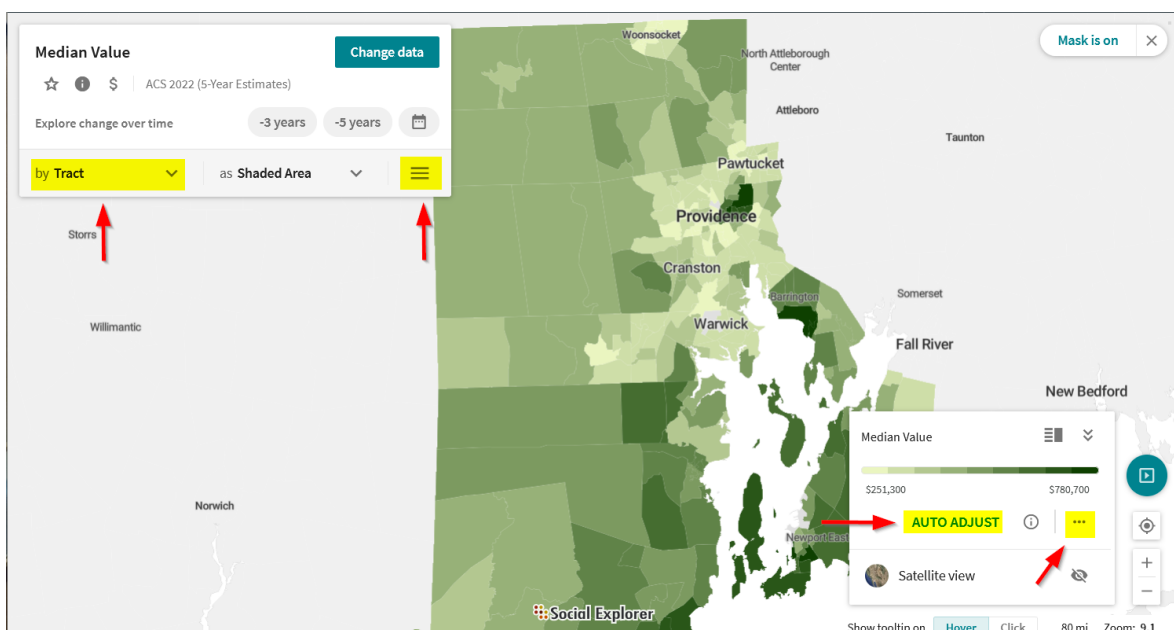 Median Value
Change data
ACS 2022 (5-Year Estimates)
Explore change over time
-3 years
-5 years
by Tract
as Shaded Area
Mask is on
Woonsocket
North Attleborough
Center
Attleboro
Taunton
Pawtucket
Providence
Storrs
Cranston
Barrington
Somerset
Willimantic
Warwick
Fall River
New Bedford
Norwich
Newport East
Median Value
$251,300
$780,700
AUTO ADJUST
Satellite view
Social Explorer
Show tooltip on
Hover
Click
80 mi
Zoom: 9.1